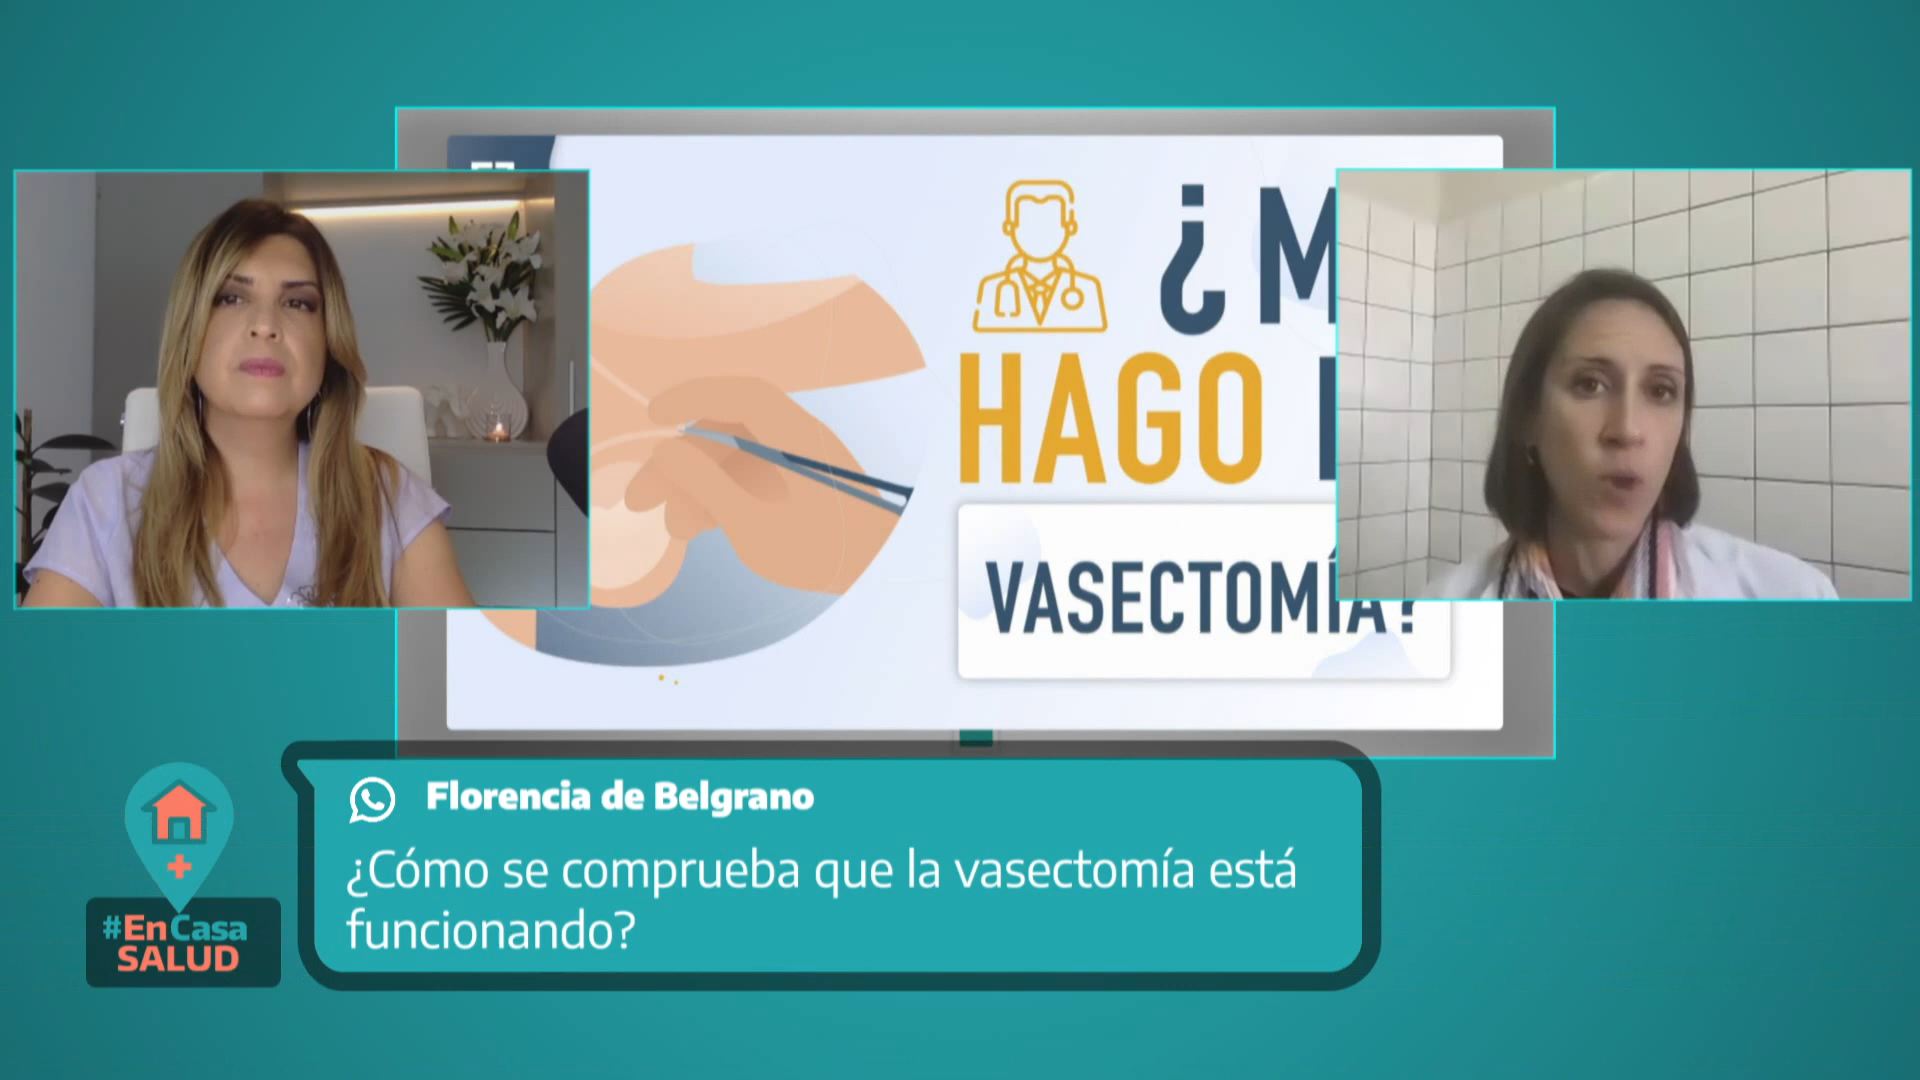 ¿M
HAGO
VASECTOMÍA?
Florencia de Belgrano
¿Cómo se comprueba que la vasectomía está
funcionando?
#EnCasa
SALUD